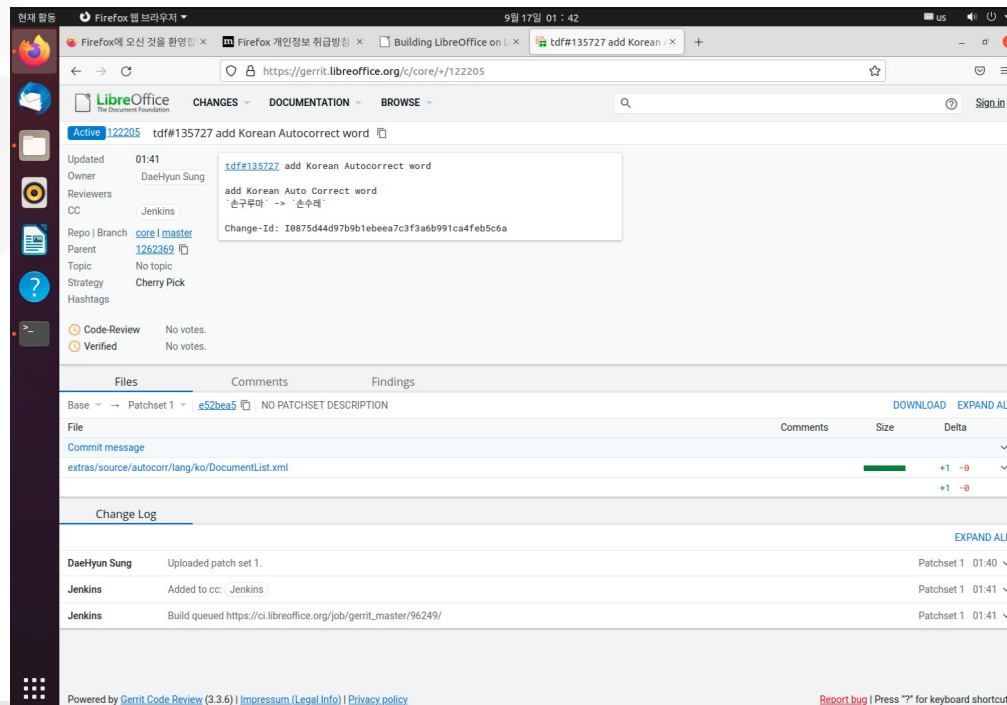 현재 활동 Firefox 웹 브라우저 9월 17일 01 : 42 us
Firefox에 오신 것을 환영합 Firefox 개인정보 취급방침 Building LibreOffice on L tdf#135727 add Korean A
https://gerrit.libreoffice.org/c/core/+/122205
LibreOffice CHANGES DOCUMENTATION BROWSE Sign in
The Document Foundation
Active 122205 tdf#135727 add Korean Autocorrect word
Updated 01:41
Owner DaeHyun Sung
Reviewers
CC Jenkins
Repo | Branch core | master
Parent 1262369
Topic No topic
Strategy Cherry Pick
Hashtags
tdf#135727 add Korean Autocorrect word
add Korean Auto Correct word
`손구루마` -> `손수레`
Change-Id: I0875d44d97b9b1ebeea7c3f3a6b991ca4feb5c6a
Code-Review No votes.
Verified No votes.
Files Comments Findings
Base → Patchset 1 e52bea5 NO PATCHSET DESCRIPTION DOWNLOAD EXPAND AL
File Comments Size Delta
Commit message
extras/source/autocorr/lang/ko/DocumentList.xml +1 -0
+1 -0
Change Log
EXPAND ALL
DaeHyun Sung Uploaded patch set 1. Patchset 1 01:40
Jenkins Added to cc: Jenkins Patchset 1 01:41
Jenkins Build queued https://ci.libreoffice.org/job/gerrit_master/96249/ Patchset 1 01:41
Powered by Gerrit Code Review (3.3.6) | Impressum (Legal Info) | Privacy policy Report bug | Press "?" for keyboard shortcut